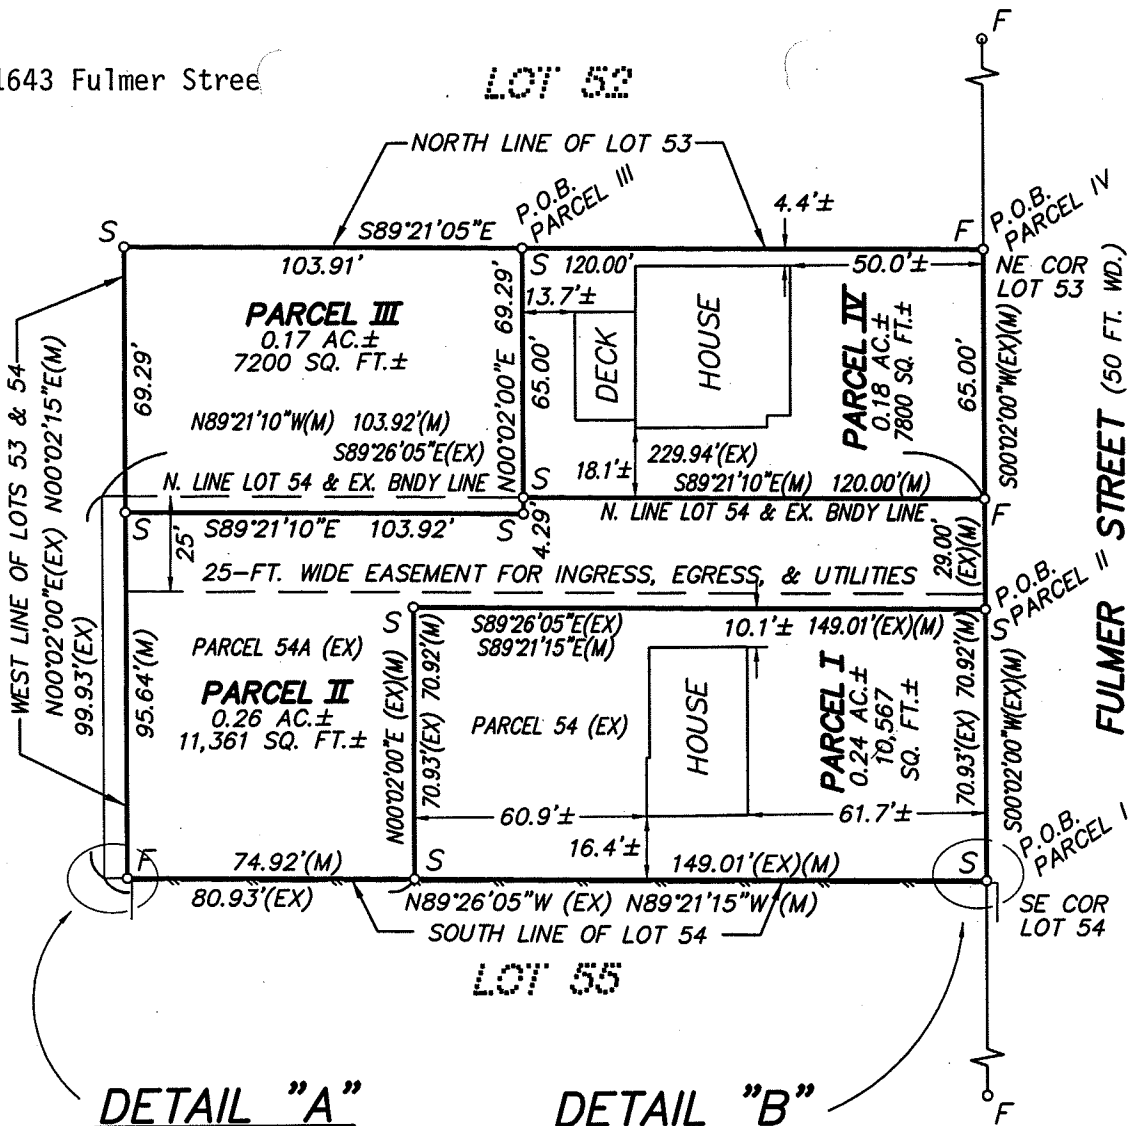 1643 Fulmer Stree
LOT 52
F
NORTH LINE OF LOT 53
P.O.B.
PARCEL III
4.4'±
P.O.B.
PARCEL IV
S
S89°21'05"E
F
103.91'
S
120.00'
50.0'±
NE COR
LOT 53
13.7'±
PARCEL III
0.17 AC.±
7200 SQ. FT.±
69.29'
N00°02'00"E 69.29'
65.00'
DECK
HOUSE
PARCEL IV
0.18 AC.±
7800 SQ. FT.±
65.00'
S00°02'00"W(EX)(M)
FULMER STREET (50 FT. WD.)
WEST LINE OF LOTS 53 & 54
N00°02'00"E(EX) N00°02'15"E(M)
99.93'(EX)
N89°21'10"W(M) 103.92'(M)
S89°26'05"E(EX)
229.94'(EX)
18.1'±
N. LINE LOT 54 & EX. BNDY LINE
S
S89°21'10"E(M) 120.00'(M)
N. LINE LOT 54 & EX. BNDY LINE
F
S
S89°21'10"E 103.92'
S
4.29'
25'
29.00'
(EX)(M)
25-FT. WIDE EASEMENT FOR INGRESS, EGRESS, & UTILITIES
P.O.B.
PARCEL II
S
S89°26'05"E(EX)
S89°21'15"E(M)
10.1'±
149.01'(EX)(M)
S
PARCEL 54A (EX)
PARCEL II
0.26 AC.±
11,361 SQ. FT.±
95.64'(M)
N00°02'00"E (EX)(M)
70.93'(EX) 70.92'(M)
PARCEL 54 (EX)
HOUSE
PARCEL I
0.24 AC.±
10,567
SQ. FT.±
70.93'(EX) 70.92'(M)
S00°02'00"W(EX)(M)
60.9'±
61.7'±
16.4'±
P.O.B.
PARCEL I
F
74.92'(M)
S
149.01'(EX)(M)
S
80.93'(EX)
N89°26'05"W (EX) N89°21'15"W (M)
SE COR
LOT 54
SOUTH LINE OF LOT 54
LOT 55
DETAIL "A"
DETAIL "B"
F